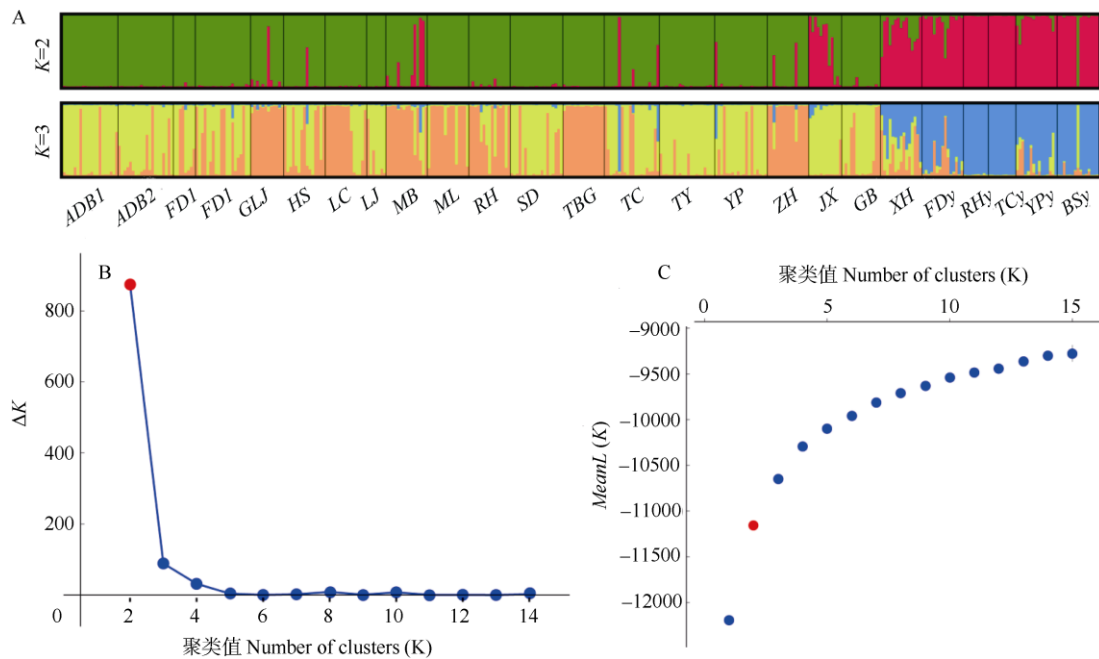 A
K=2
K=3
ADB1 ADB2 FD1 FD1 GLJ HS LC LJ MB ML RH SD TBG TC TY YP ZH JX GB XH FDy RHy TCy YPy BSy
B
800
600
400
200
ΔK
0 2 4 6 8 10 12 14
聚类值 Number of clusters (K)
C
聚类值 Number of clusters (K)
0 5 10 15
−9000
−9500
−10000
−10500
−11000
−11500
−12000
MeanL (K)